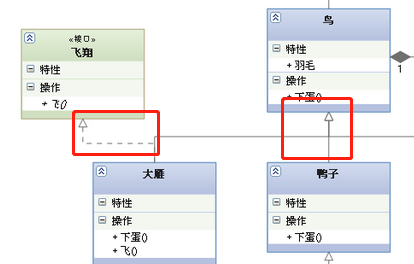 «接口»
飞翔
特性
操作
+ 飞()
鸟
特性
+ 羽毛
操作
+ 下蛋()
1
大雁
特性
操作
+ 下蛋()
+ 飞()
鸭子
特性
操作
+ 下蛋()